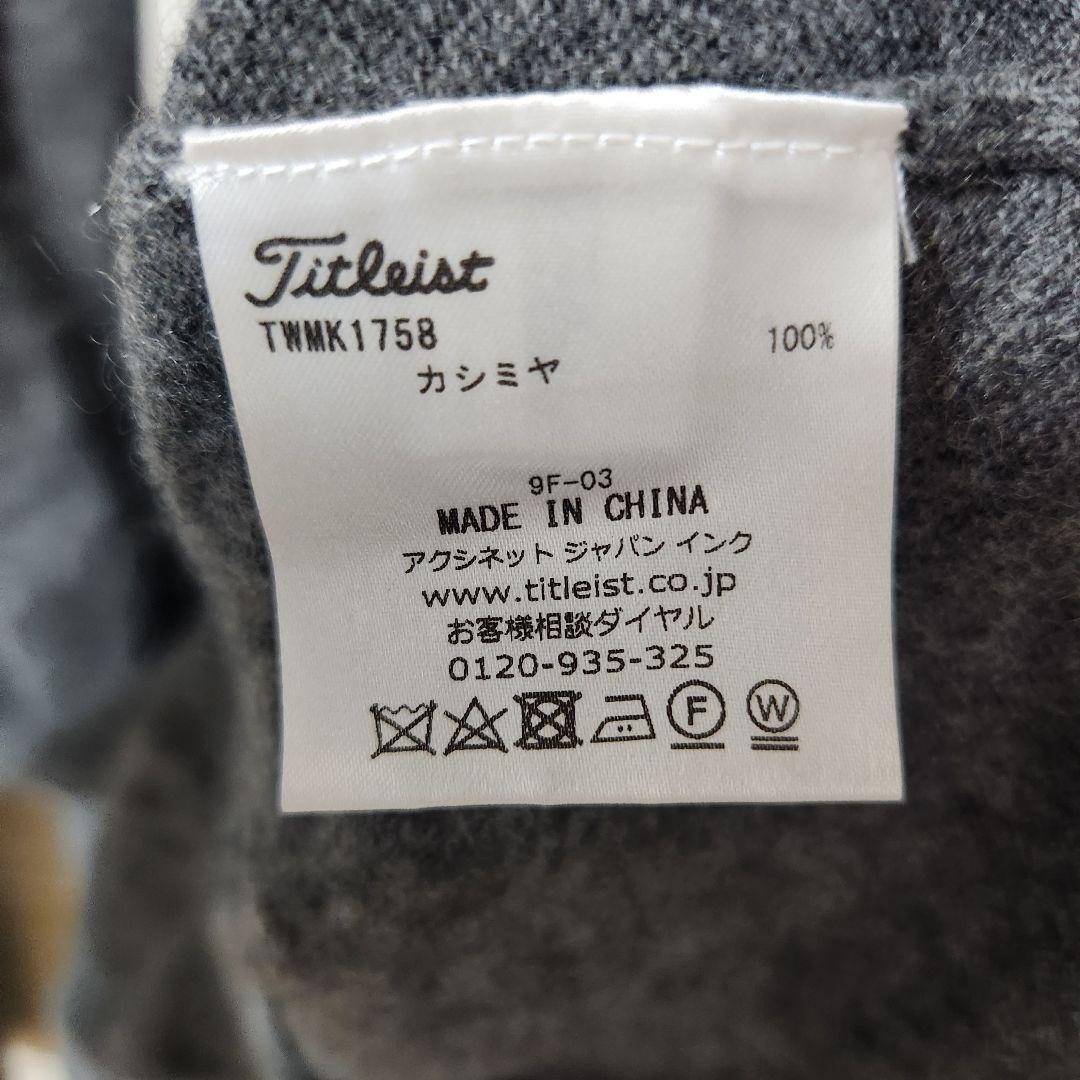 Titleist
TWMK1758
カシミヤ 100%
9F-03
MADE IN CHINA
アクシネット ジャパン インク
www.titleist.co.jp
お客様相談ダイヤル
0120-935-325
F W